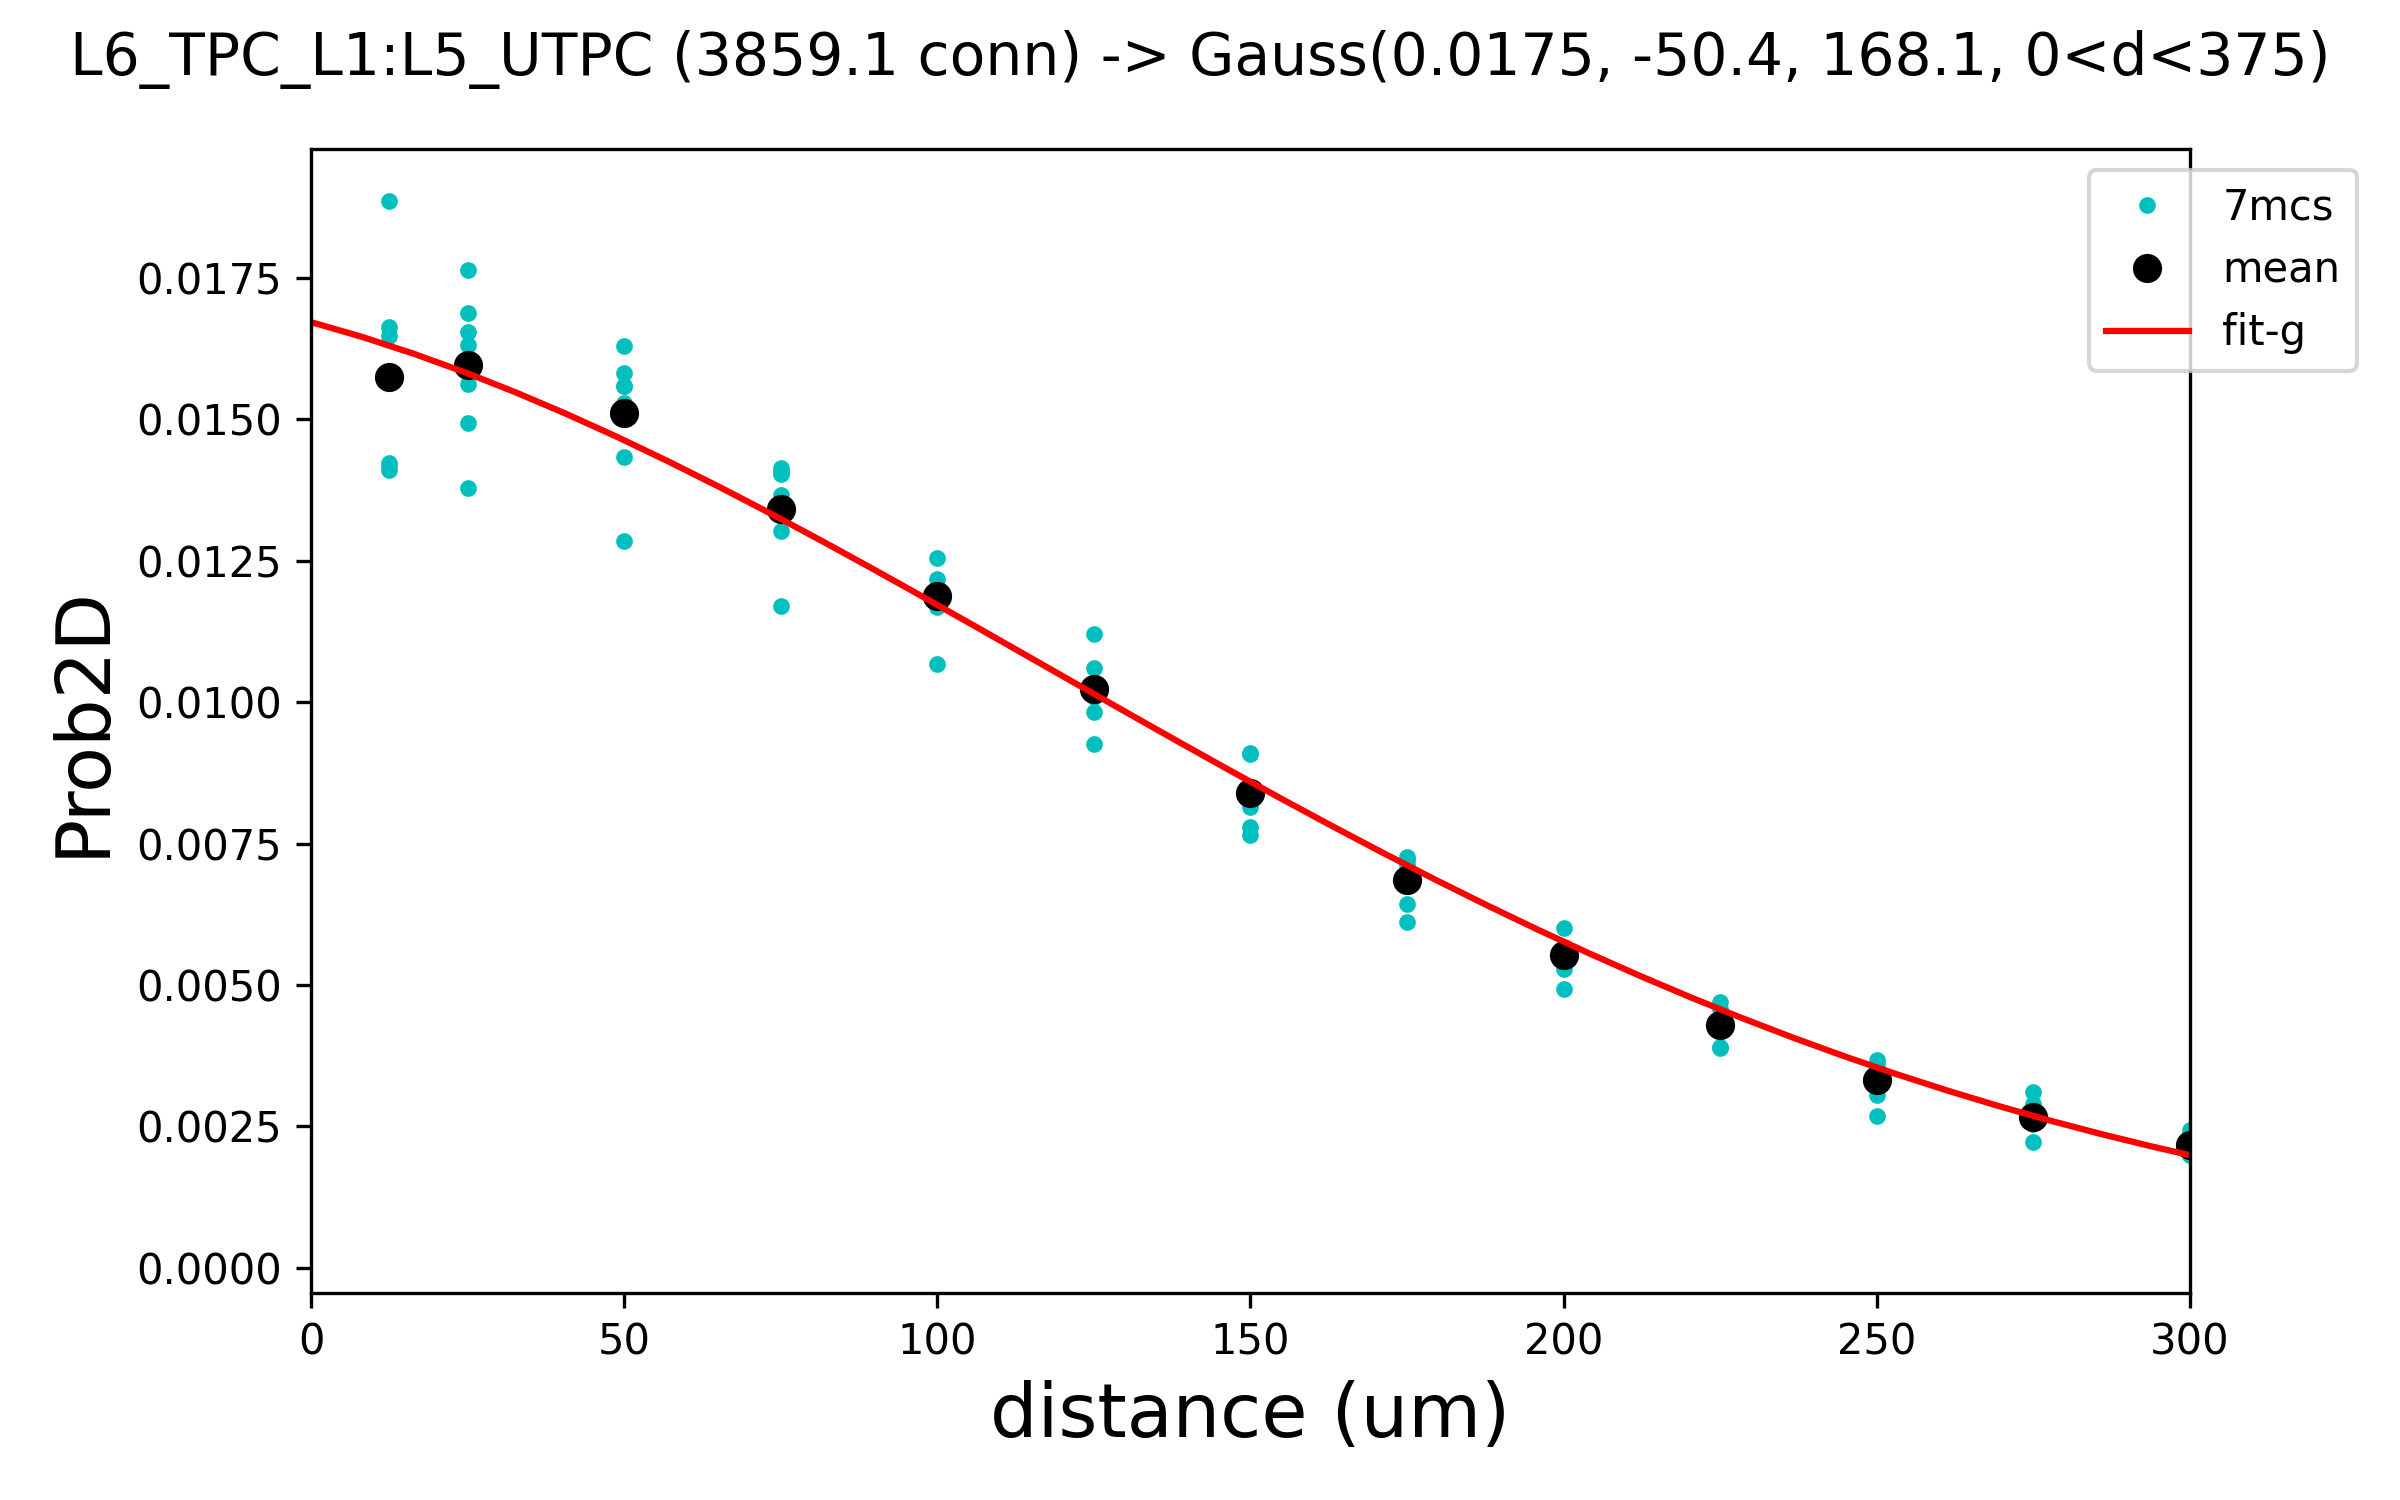 L6_TPC_L1:L5_UTPC (3859.1 conn) -> Gauss(0.0175, -50.4, 168.1, 0<d<375)
7mcs
mean
fit-g
Prob2D
0.0175
0.0150
0.0125
0.0100
0.0075
0.0050
0.0025
0.0000
0 50 100 150 200 250 300
distance (um)